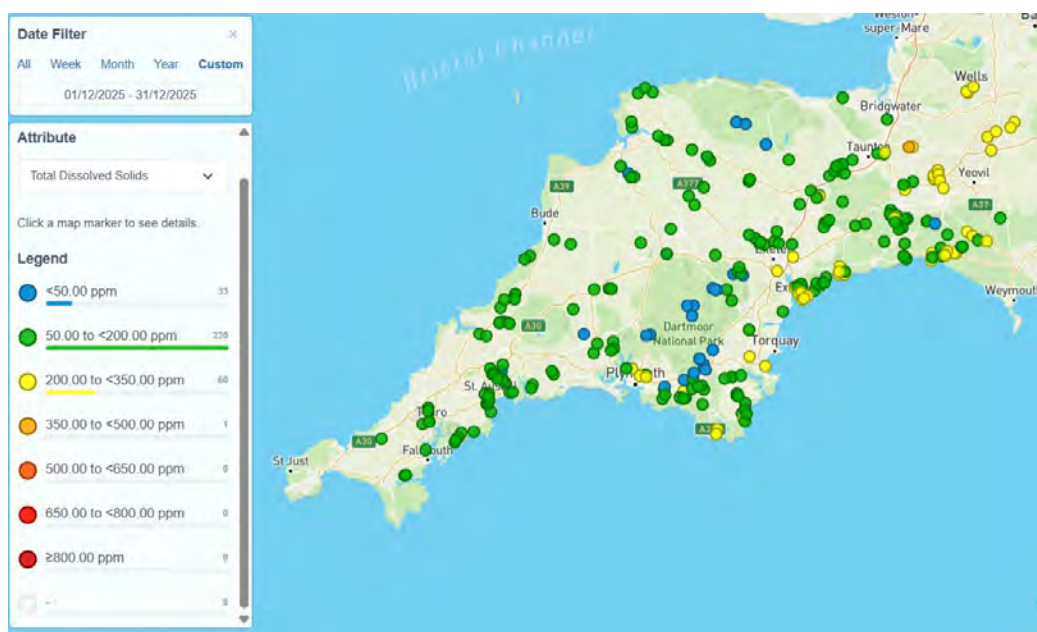 Date Filter ×
All Week Month Year Custom
01/12/2025 - 31/12/2025
Attribute
Total Dissolved Solids
Click a map marker to see details.
Legend
<50.00 ppm 33
50.00 to <200.00 ppm 220
200.00 to <350.00 ppm 60
350.00 to <500.00 ppm 1
500.00 to <650.00 ppm 0
650.00 to <800.00 ppm 0
≥800.00 ppm 0
-
Bristol Channel
super-Mare
Wells
Bridgwater
Taunton
Yeovil
A39
A377
A37
Bude
Exeter
Weymouth
A30
Dartmoor
National Park
Torquay
Plymouth
St. Austell
Truro
A30
Falmouth
St Just